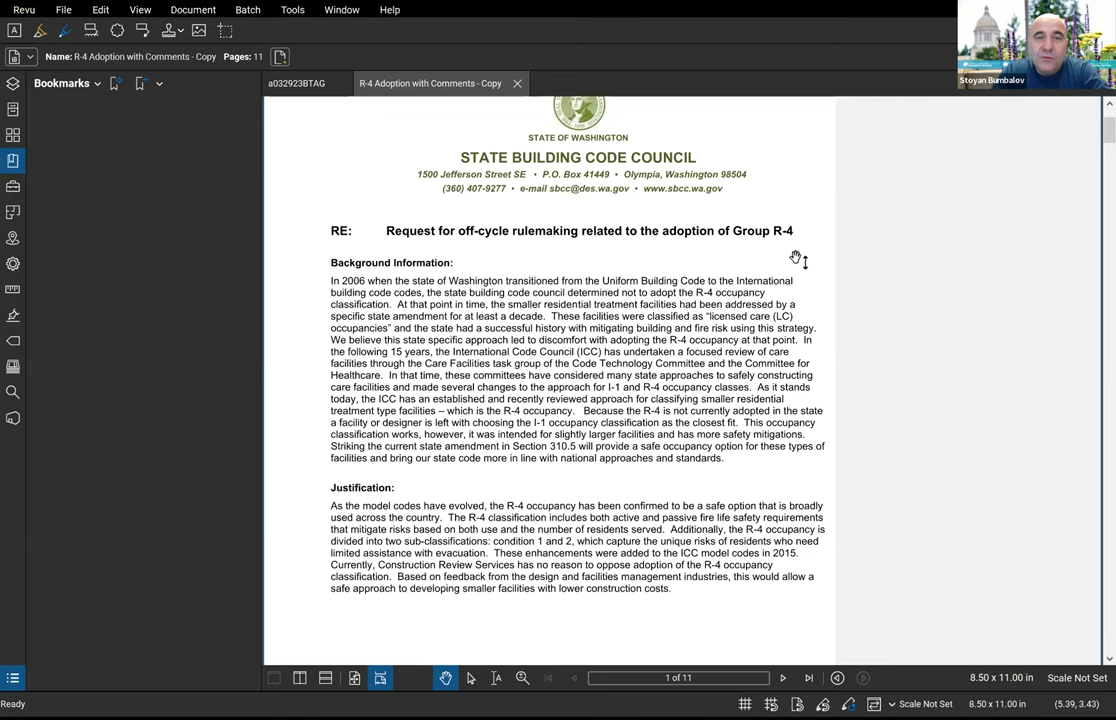 Revu File Edit View Document Batch Tools Window Help
Name: R-4 Adoption with Comments - Copy Pages: 11
Stoyan Bumbalov
Bookmarks
a032923BTAG R-4 Adoption with Comments - Copy
STATE OF WASHINGTON
STATE BUILDING CODE COUNCIL
1500 Jefferson Street SE • P.O. Box 41449 • Olympia, Washington 98504
(360) 407-9277 • e-mail sbcc@des.wa.gov • www.sbcc.wa.gov
RE: Request for off-cycle rulemaking related to the adoption of Group R-4
Background Information:
In 2006 when the state of Washington transitioned from the Uniform Building Code to the International
building code codes, the state building code council determined not to adopt the R-4 occupancy
classification. At that point in time, the smaller residential treatment facilities had been addressed by a
specific state amendment for at least a decade. These facilities were classified as “licensed care (LC)
occupancies” and the state had a successful history with mitigating building and fire risk using this strategy.
We believe this state specific approach led to discomfort with adopting the R-4 occupancy at that point. In
the following 15 years, the International Code Council (ICC) has undertaken a focused review of care
facilities through the Care Facilities task group of the Code Technology Committee and the Committee for
Healthcare. In that time, these committees have considered many state approaches to safely constructing
care facilities and made several changes to the approach for I-1 and R-4 occupancy classes. As it stands
today, the ICC has an established and recently reviewed approach for classifying smaller residential
treatment type facilities – which is the R-4 occupancy. Because the R-4 is not currently adopted in the state
a facility or designer is left with choosing the I-1 occupancy classification as the closest fit. This occupancy
classification works, however, it was intended for slightly larger facilities and has more safety mitigations.
Striking the current state amendment in Section 310.5 will provide a safe occupancy option for these types of
facilities and bring our state code more in line with national approaches and standards.
Justification:
As the model codes have evolved, the R-4 occupancy has been confirmed to be a safe option that is broadly
used across the country. The R-4 classification includes both active and passive fire life safety requirements
that mitigate risks based on both use and the number of residents served. Additionally, the R-4 occupancy is
divided into two sub-classifications: condition 1 and 2, which capture the unique risks of residents who need
limited assistance with evacuation. These enhancements were added to the ICC model codes in 2015.
Currently, Construction Review Services has no reason to oppose adoption of the R-4 occupancy
classification. Based on feedback from the design and facilities management industries, this would allow a
safe approach to developing smaller facilities with lower construction costs.
1 of 11 8.50 x 11.00 in Scale Not Set
Ready Scale Not Set 8.50 x 11.00 in (5.39, 3.43)